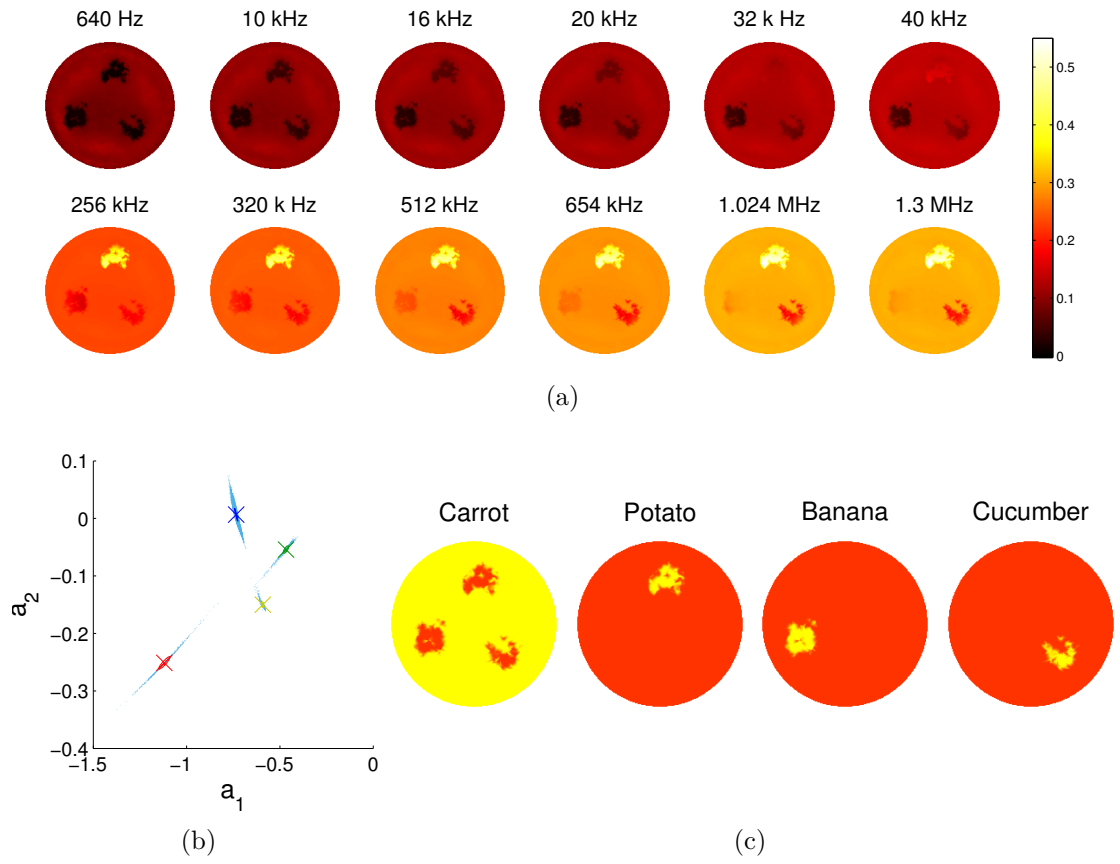 640 Hz 10 kHz 16 kHz 20 kHz 32 k Hz 40 kHz
0.5
0.4
0.3
0.2
0.1
0
256 kHz 320 k Hz 512 kHz 654 kHz 1.024 MHz 1.3 MHz
(a)
0.1
0
−0.1
−0.2
−0.3
−0.4
a2
−1.5 −1 −0.5 0
a1
(b)
Carrot Potato Banana Cucumber
(c)